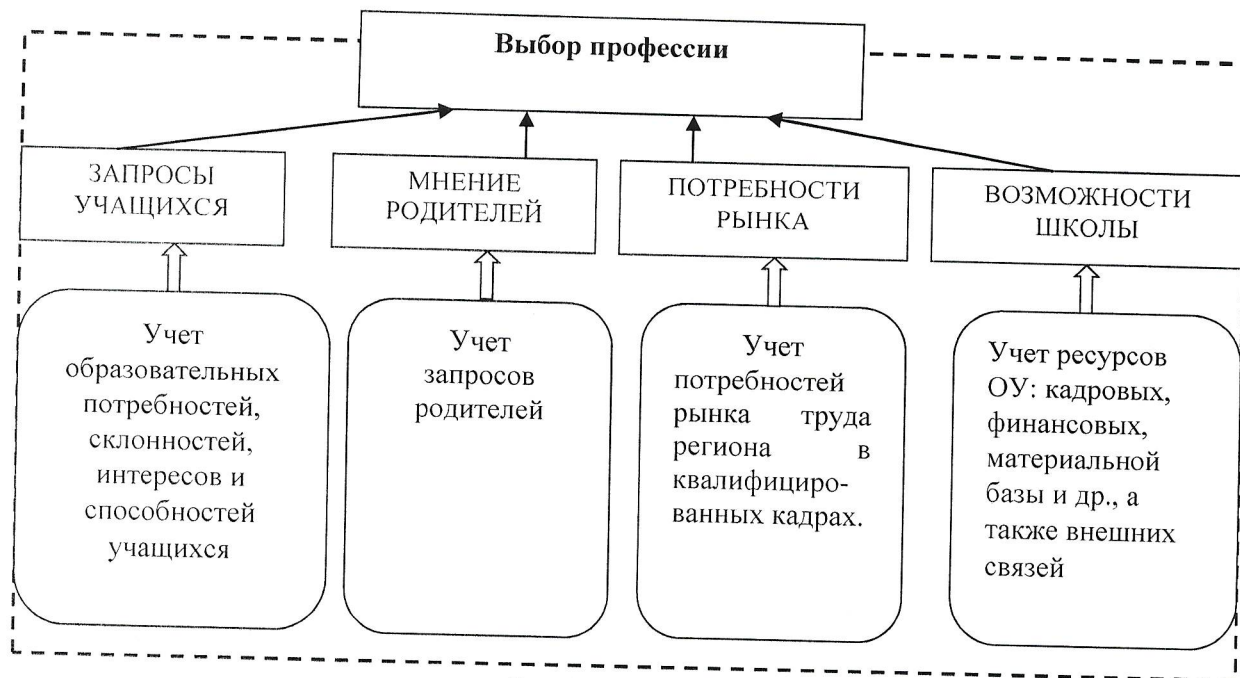 Выбор профессии
ЗАПРОСЫ
УЧАЩИХСЯ
МНЕНИЕ
РОДИТЕЛЕЙ
ПОТРЕБНОСТИ
РЫНКА
ВОЗМОЖНОСТИ
ШКОЛЫ
Учет
образовательных
потребностей,
склонностей,
интересов и
способностей
учащихся
Учет
запросов
родителей
Учет
потребностей
рынка труда
региона в
квалифициро-
ванных кадрах.
Учет ресурсов
ОУ: кадровых,
финансовых,
материальной
базы и др., а
также внешних
связей